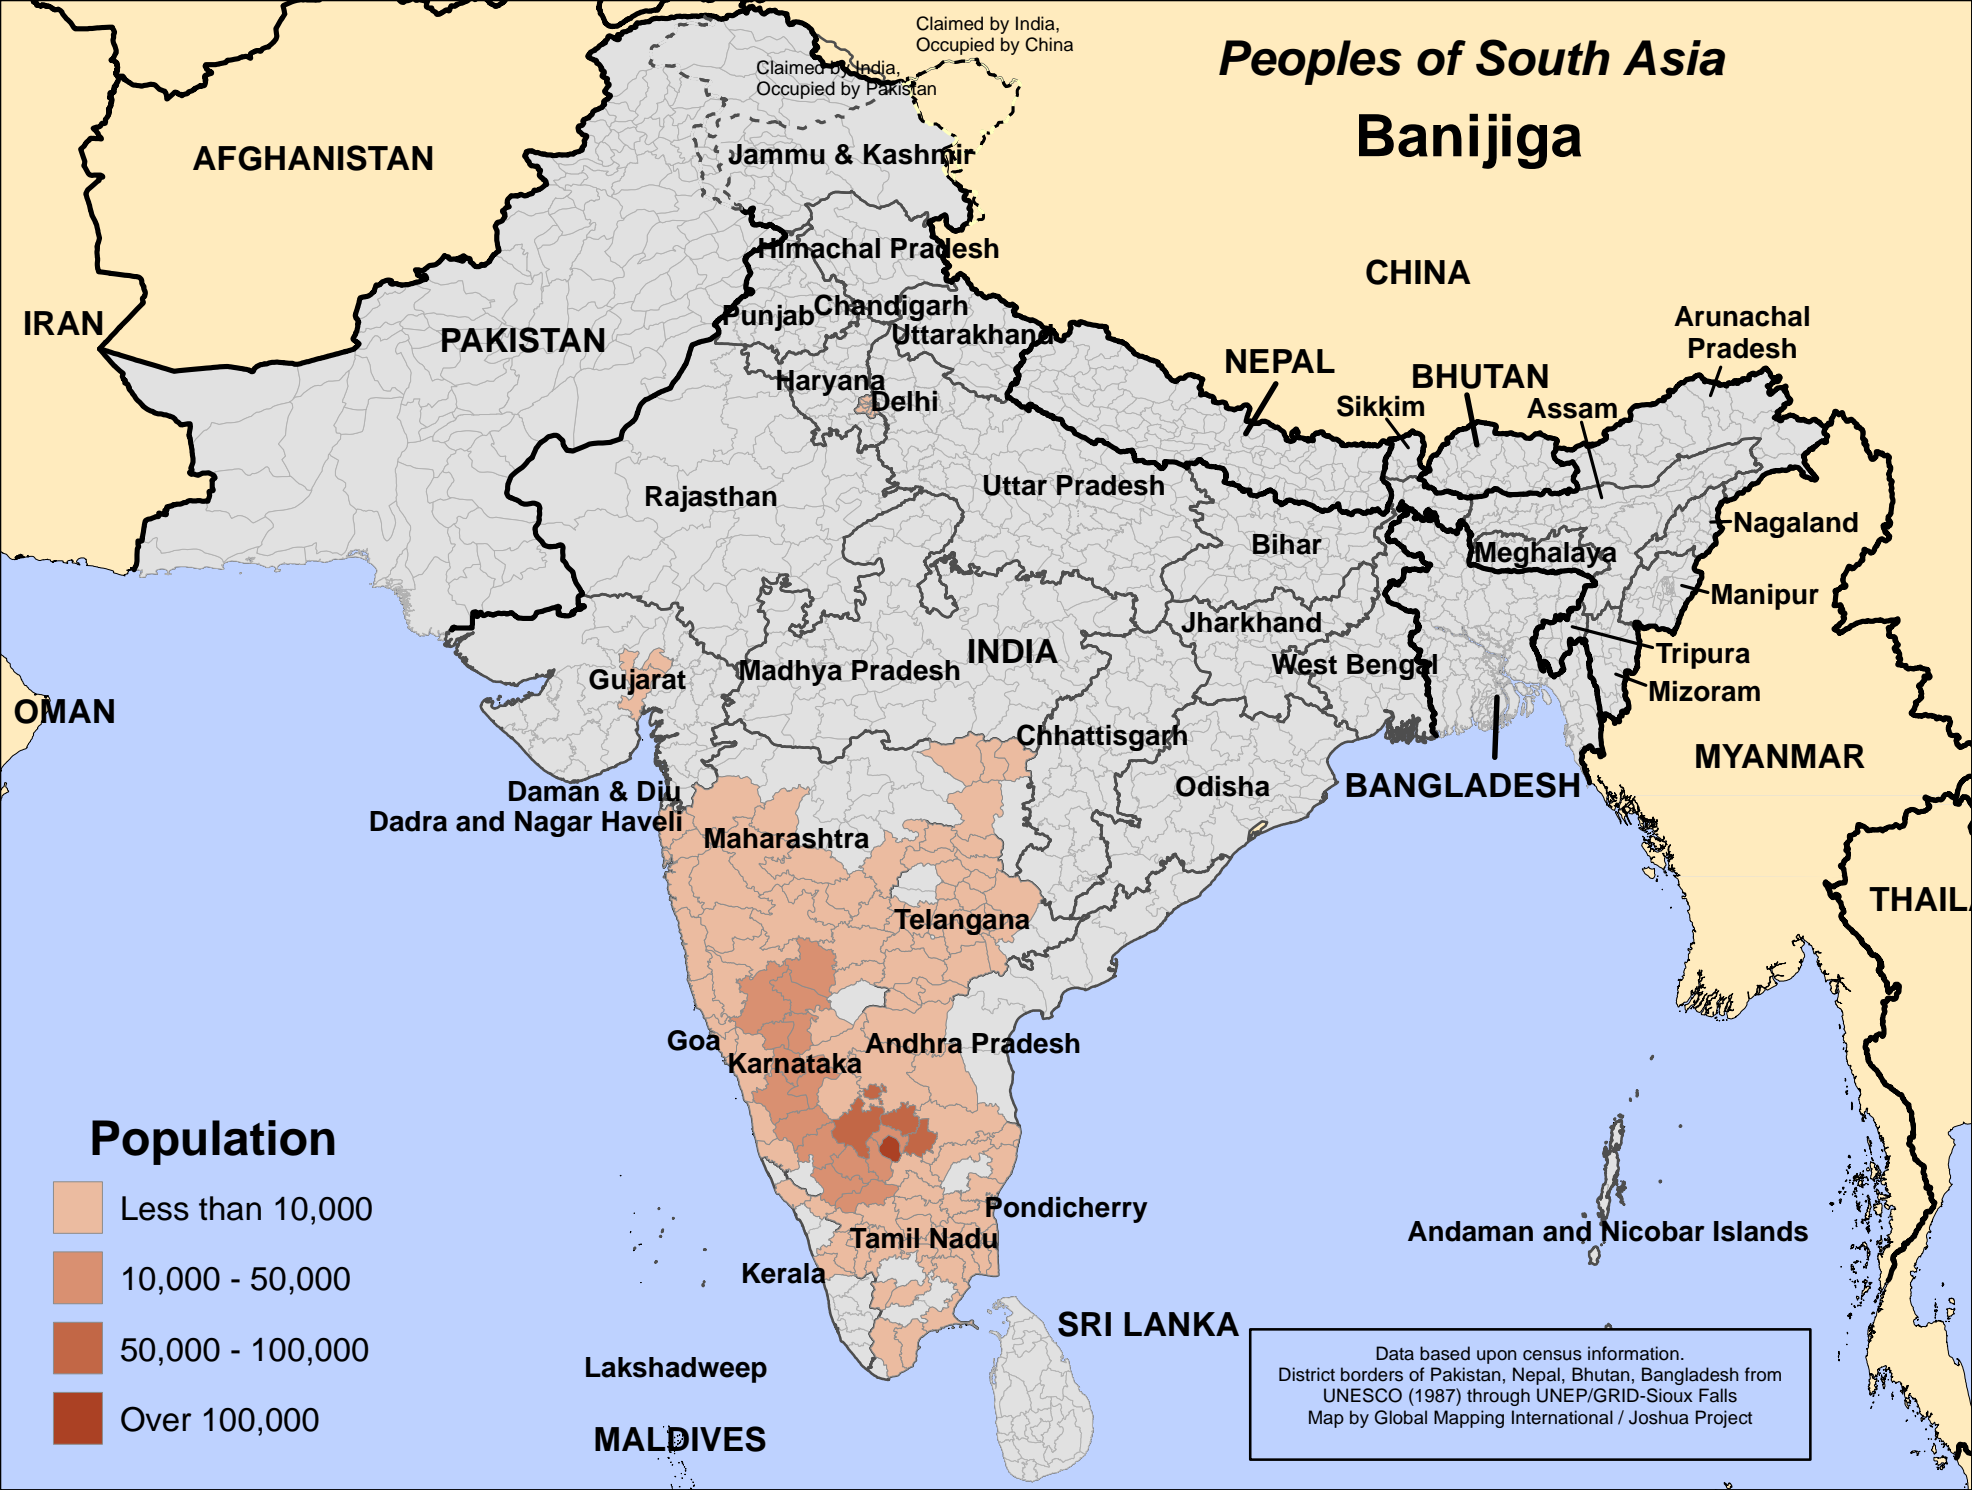 Claimed by India,
Occupied by China
Peoples of South Asia
Banijiga
Claimed by India,
Occupied by Pakistan
AFGHANISTAN
Jammu & Kashmir
Himachal Pradesh
CHINA
IRAN
PAKISTAN
Punjab
Chandigarh
Uttarakhand
Arunachal
Pradesh
NEPAL
BHUTAN
Haryana
Delhi
Sikkim
Assam
Rajasthan
Uttar Pradesh
Bihar
Nagaland
Meghalaya
Manipur
Jharkhand
INDIA
Tripura
Gujarat
Madhya Pradesh
West Bengal
Mizoram
OMAN
Chhattisgarh
MYANMAR
Daman & Diu
Dadra and Nagar Haveli
Odisha
BANGLADESH
Maharashtra
Telangana
THAIL
Goa
Karnataka
Andhra Pradesh
Pondicherry
Andaman and Nicobar Islands
Tamil Nadu
Kerala
SRI LANKA
Lakshadweep
MALDIVES
Population
Less than 10,000
10,000 - 50,000
50,000 - 100,000
Over 100,000
Data based upon census information.
District borders of Pakistan, Nepal, Bhutan, Bangladesh from
UNESCO (1987) through UNEP/GRID-Sioux Falls
Map by Global Mapping International / Joshua Project